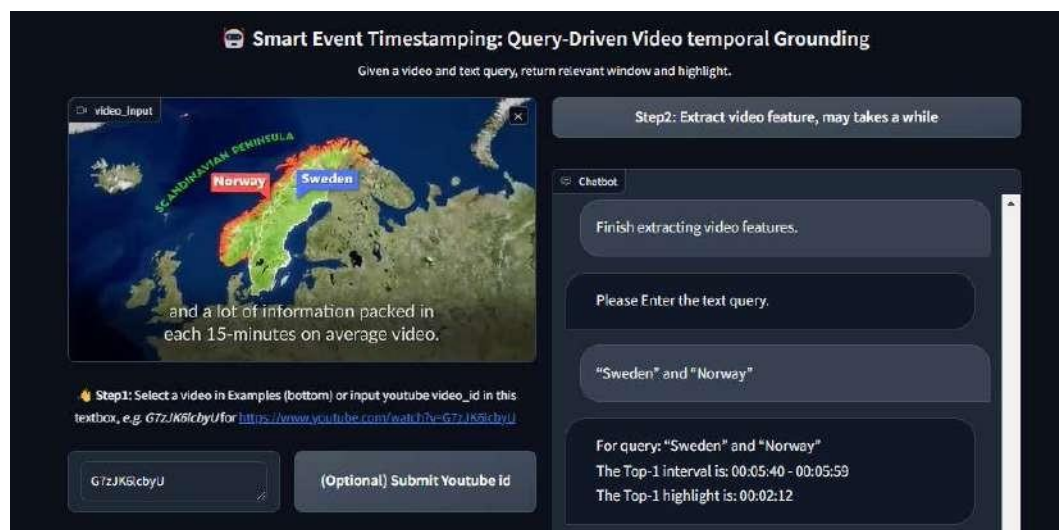 Smart Event Timestamping: Query-Driven Video temporal Grounding
Given a video and text query, return relevant window and highlight.
video_input
SCANDINAVIAN PENINSULA
Norway
Sweden
and a lot of information packed in
each 15-minutes on average video.
Step1: Select a video in Examples (bottom) or input youtube video_id in this
textbox, e.g. G7zJK6lcbyU for https://www.youtube.com/watch?v=G7zJK6lcbyU
G7zJK6lcbyU
(Optional) Submit Youtube id
Step2: Extract video feature, may takes a while
Chatbot
Finish extracting video features.
Please Enter the text query.
“Sweden” and “Norway”
For query: “Sweden” and “Norway”
The Top-1 interval is: 00:05:40 - 00:05:59
The Top-1 highlight is: 00:02:12